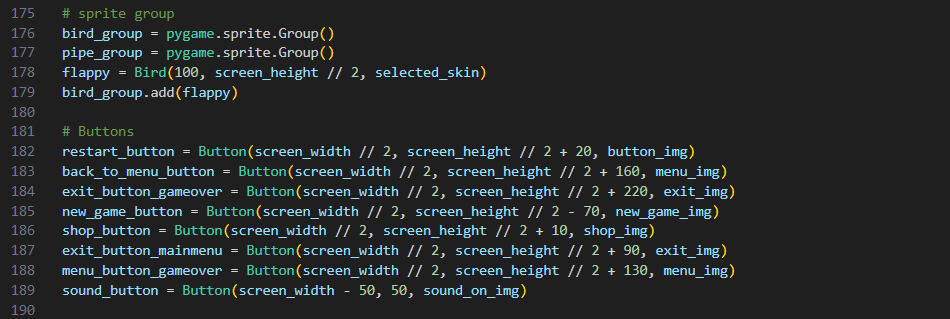 175 # sprite group
176 bird_group = pygame.sprite.Group()
177 pipe_group = pygame.sprite.Group()
178 flappy = Bird(100, screen_height // 2, selected_skin)
179 bird_group.add(flappy)
180
181 # Buttons
182 restart_button = Button(screen_width // 2, screen_height // 2 + 20, button_img)
183 back_to_menu_button = Button(screen_width // 2, screen_height // 2 + 160, menu_img)
184 exit_button_gameover = Button(screen_width // 2, screen_height // 2 + 220, exit_img)
185 new_game_button = Button(screen_width // 2, screen_height // 2 - 70, new_game_img)
186 shop_button = Button(screen_width // 2, screen_height // 2 + 10, shop_img)
187 exit_button_mainmenu = Button(screen_width // 2, screen_height // 2 + 90, exit_img)
188 menu_button_gameover = Button(screen_width // 2, screen_height // 2 + 130, menu_img)
189 sound_button = Button(screen_width - 50, 50, sound_on_img)
190